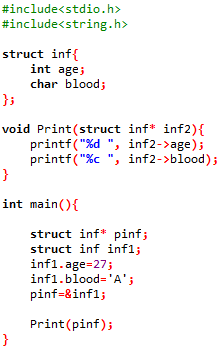 #include<stdio.h>
#include<string.h>

struct inf{
    int age;
    char blood;
};

void Print(struct inf* inf2){
    printf("%d ", inf2->age);
    printf("%c ", inf2->blood);
}

int main(){

    struct inf* pinf;
    struct inf inf1;
    inf1.age=27;
    inf1.blood='A';
    pinf=&inf1;

    Print(pinf);
}